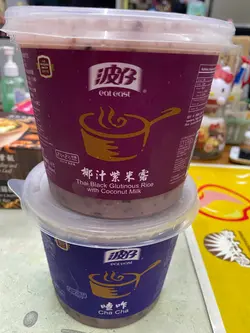 波仔
eat east
椰汁紫米露
Thai Black Glutinous Rice
with Coconut Milk
波仔
eat east
喳咋
Cha Cha